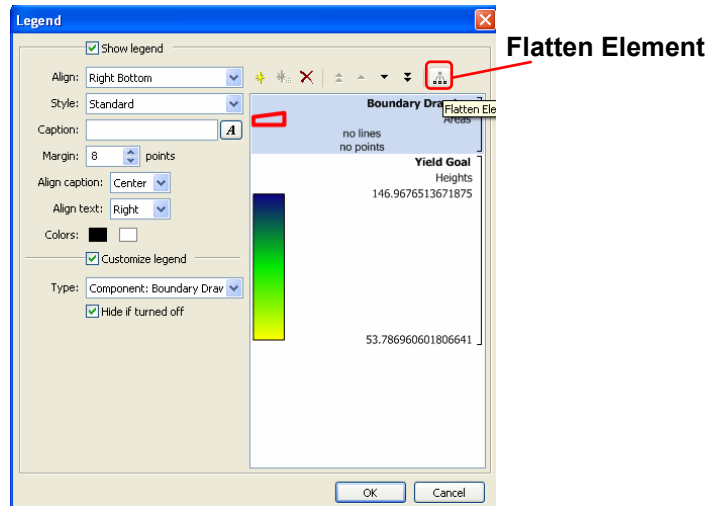 Legend
Flatten Element
Show legend
Align: Right Bottom
Style: Standard
Caption: A
Margin: 8 points
Align caption: Center
Align text: Right
Colors:
Customize legend
Type: Component: Boundary Draw
Hide if turned off
Boundary Dra
Flatten Ele
Areas
no lines
no points
Yield Goal
Heights
146.9676513671875
53.786960601806641
OK Cancel